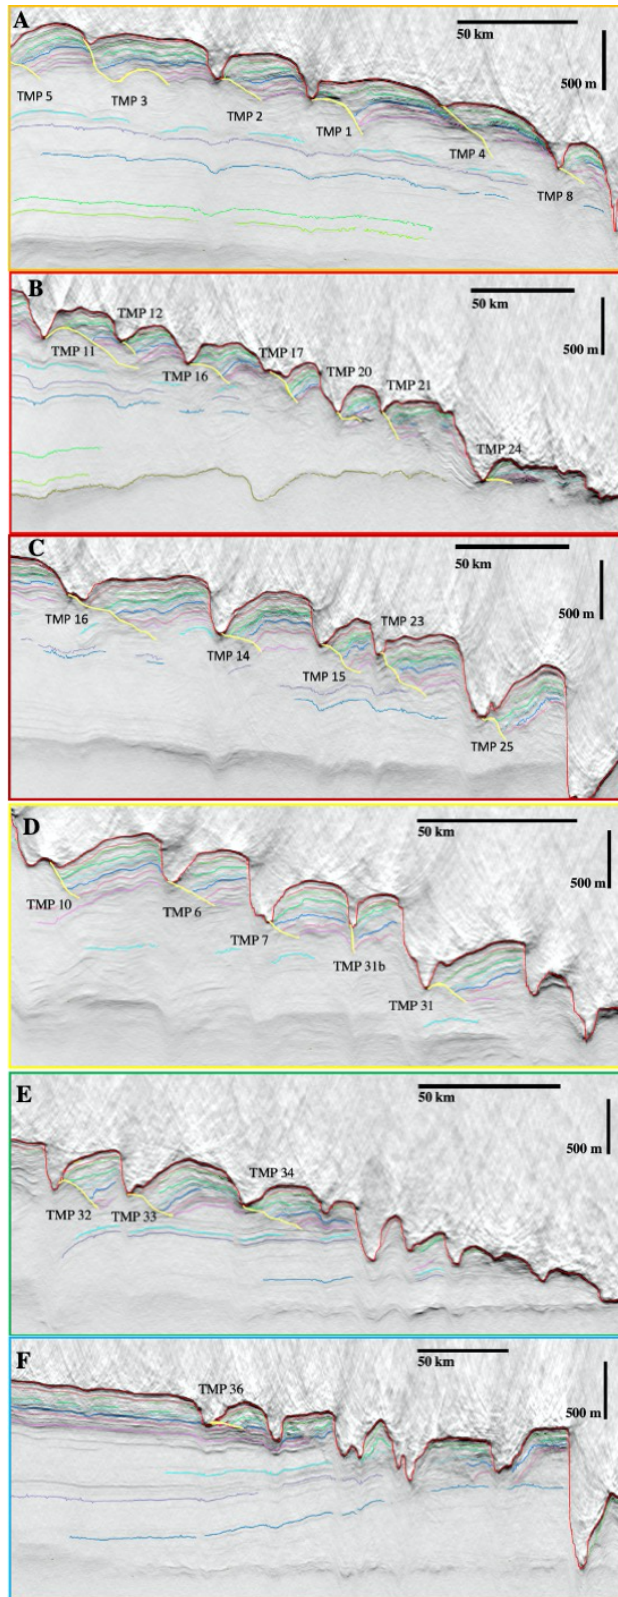 A
50 km
500 m
TMP 5
TMP 3
TMP 2
TMP 1
TMP 4
TMP 8
B
50 km
500 m
TMP 12
TMP 11
TMP 16
TMP 17
TMP 20
TMP 21
TMP 24
C
50 km
500 m
TMP 16
TMP 14
TMP 15
TMP 23
TMP 25
D
50 km
500 m
TMP 10
TMP 6
TMP 7
TMP 31b
TMP 31
E
50 km
500 m
TMP 32
TMP 33
TMP 34
F
50 km
500 m
TMP 36